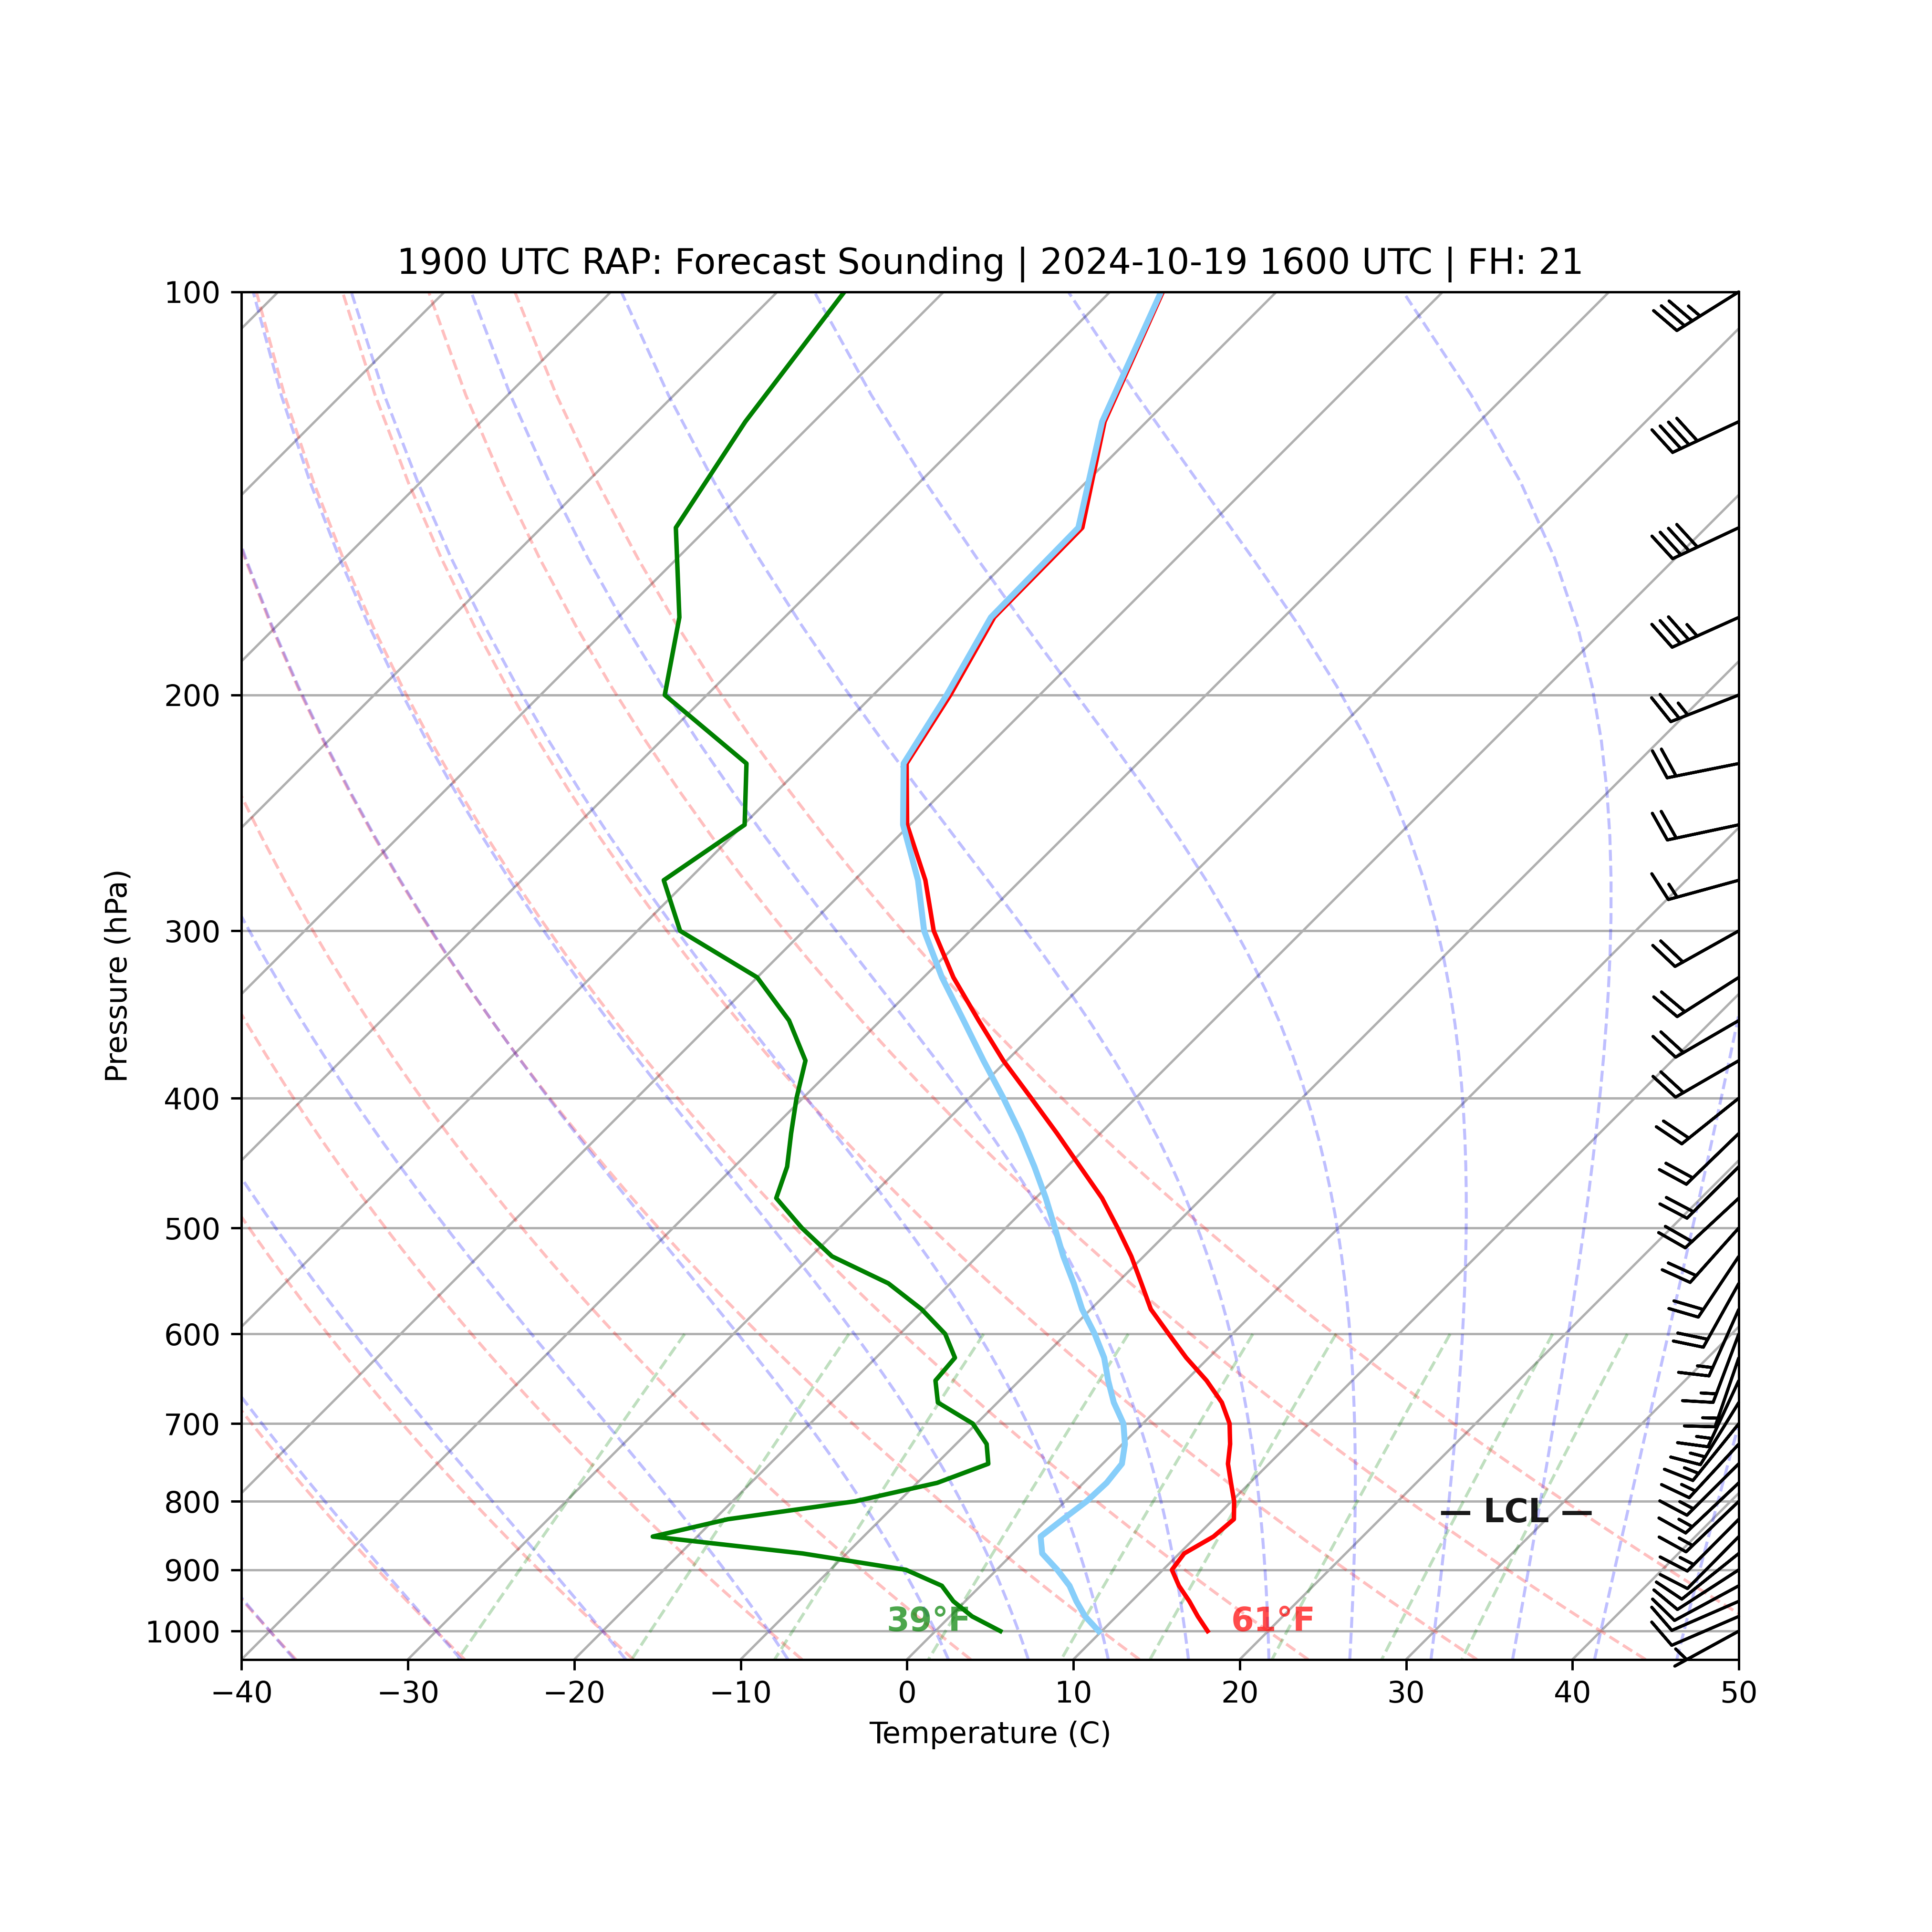 1900 UTC RAP: Forecast Sounding | 2024-10-19 1600 UTC | FH: 21
100
200
300
400
500
600
700
800
900
1000
Pressure (hPa)
— LCL —
39°F
61°F
−40 −30 −20 −10 0 10 20 30 40 50
Temperature (C)